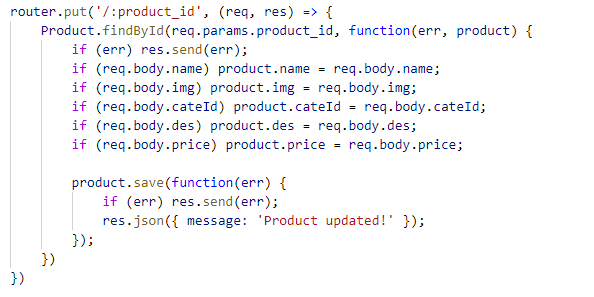 router.put('/:product_id', (req, res) => {
    Product.findById(req.params.product_id, function(err, product) {
        if (err) res.send(err);
        if (req.body.name) product.name = req.body.name;
        if (req.body.img) product.img = req.body.img;
        if (req.body.cateId) product.cateId = req.body.cateId;
        if (req.body.des) product.des = req.body.des;
        if (req.body.price) product.price = req.body.price;

        product.save(function(err) {
            if (err) res.send(err);
            res.json({ message: 'Product updated!' });
        });
    })
})